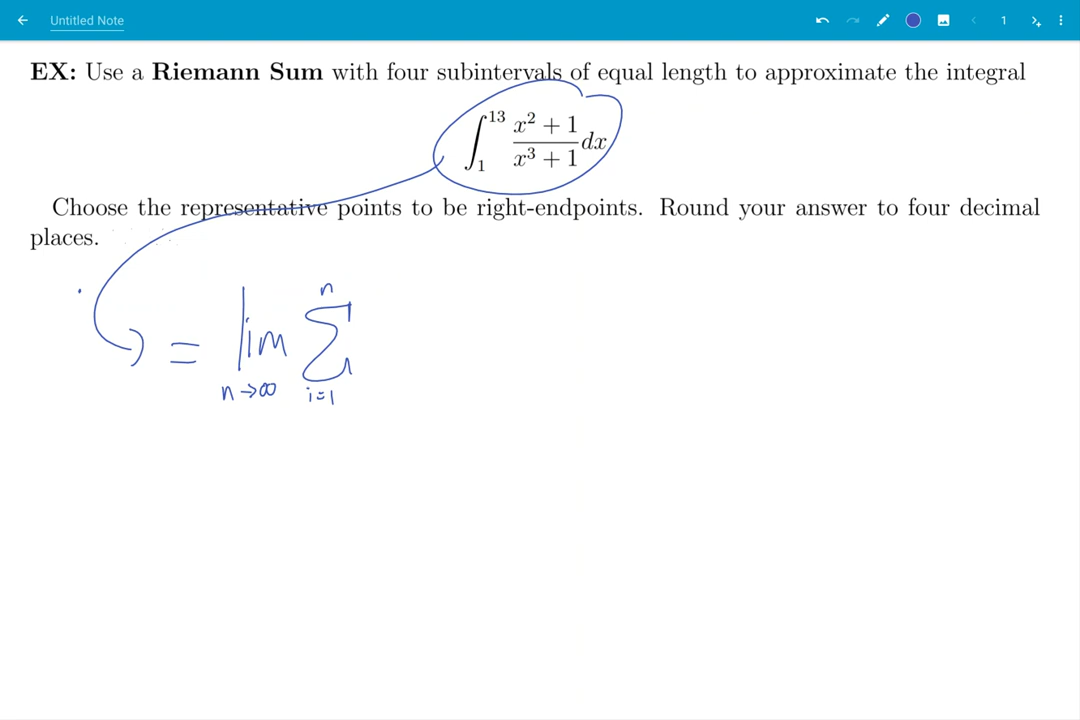 Untitled Note
1
EX: Use a Riemann Sum with four subintervals of equal length to approximate the integral
∫₁¹³ (x² + 1)/(x³ + 1) dx
Choose the representative points to be right-endpoints. Round your answer to four decimal
places.
= lim_{n→∞} Σ_{i=1}^{n}